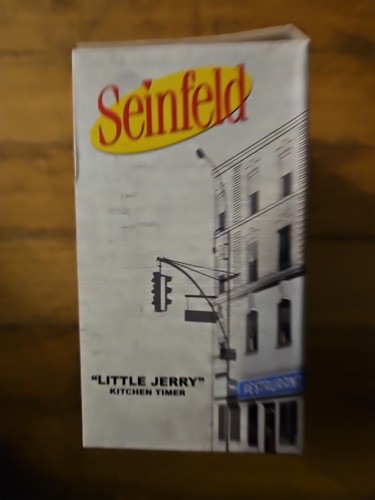 Seinfeld
"LITTLE JERRY"
KITCHEN TIMER
RESTAURANT